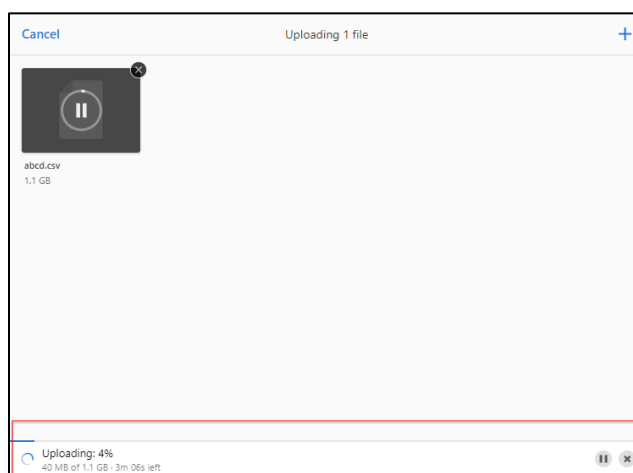 Cancel
Uploading 1 file
+
abcd.csv
1.1 GB
Uploading: 4%
40 MB of 1.1 GB · 3m 06s left